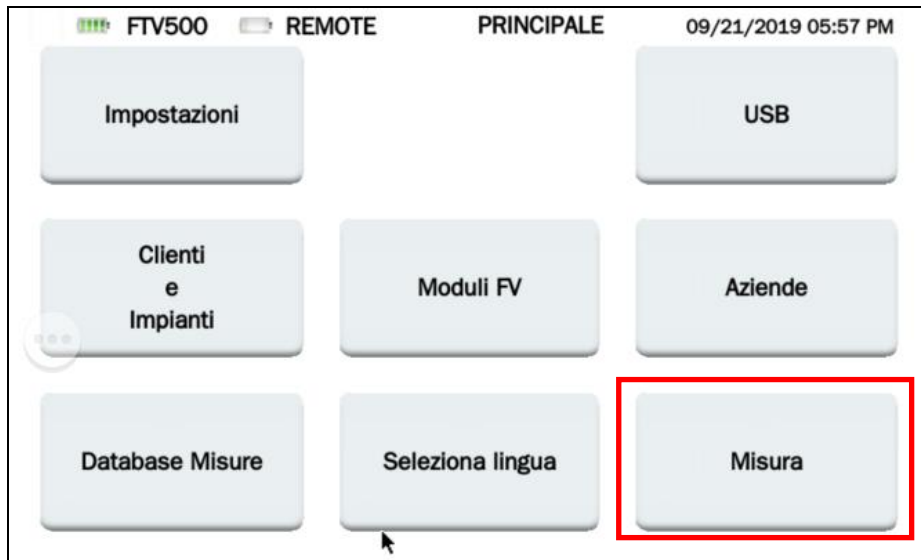 FTV500 REMOTE PRINCIPALE 09/21/2019 05:57 PM
Impostazioni
USB
Clienti
e
Impianti
Moduli FV
Aziende
Database Misure
Seleziona lingua
Misura